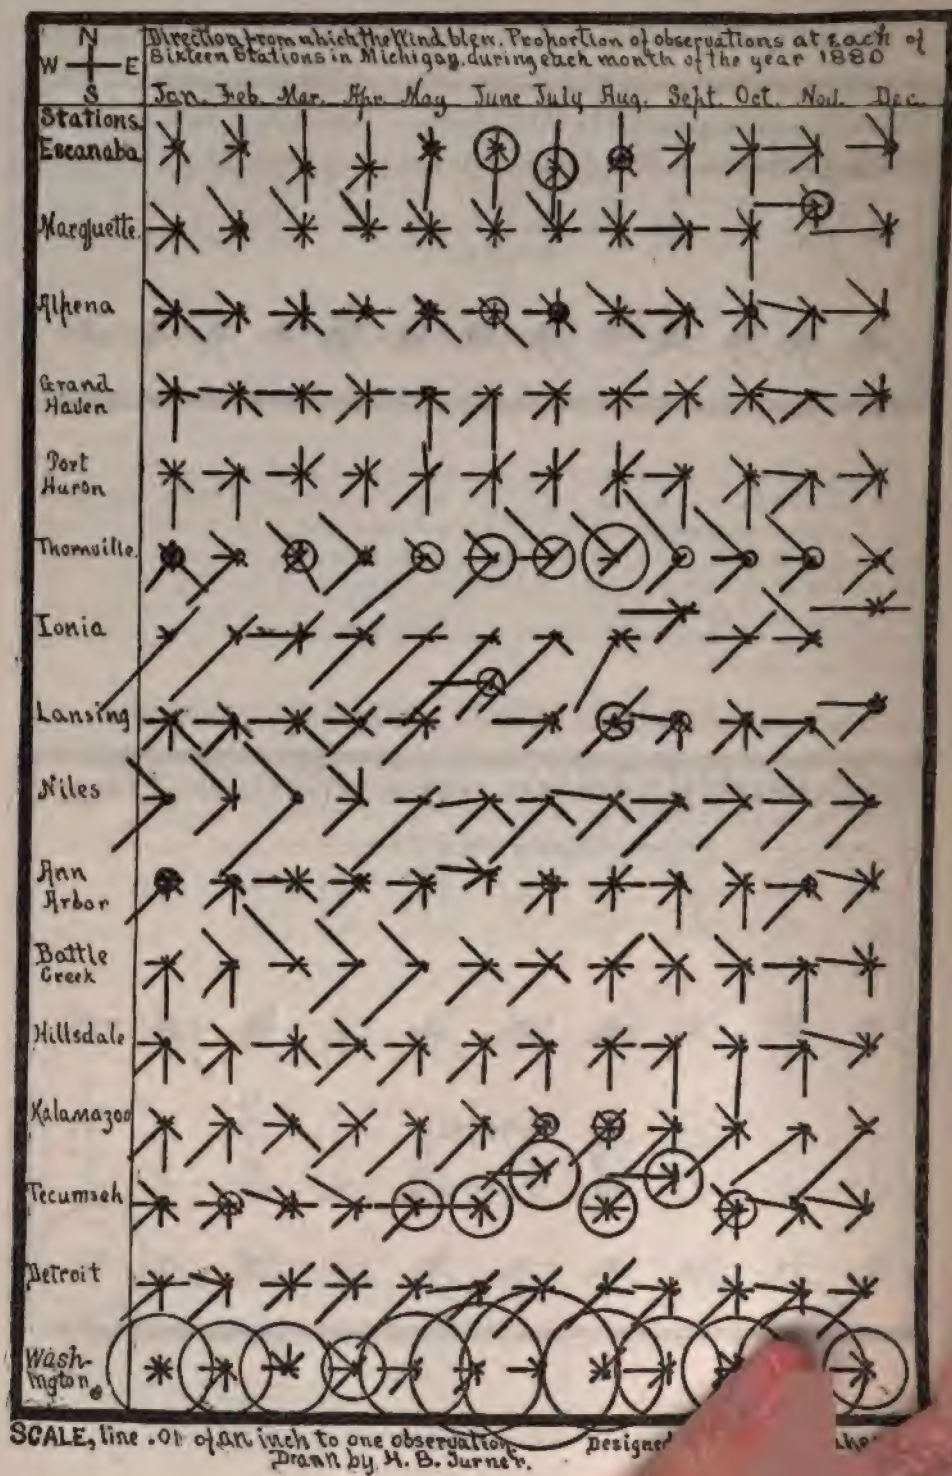 N
W E
S
Direction from which the Wind blew. Proportion of observations at each of
Sixteen Stations in Michigan, during each month of the year 1880
Jan. Feb. Mar. Apr. May June July Aug. Sept. Oct. Nov. Dec.
Stations
Escanaba
Marquette.
Alpena
Grand
Haven
Port
Huron
Thornville.
Ionia
Lansing
Niles
Ann
Arbor
Battle
Creek
Hillsdale
Kalamazoo
Tecumseh
Detroit
Wash-
ington.
SCALE, line .01 of an inch to one observation. Designed
Drawn by H. B. Turner.